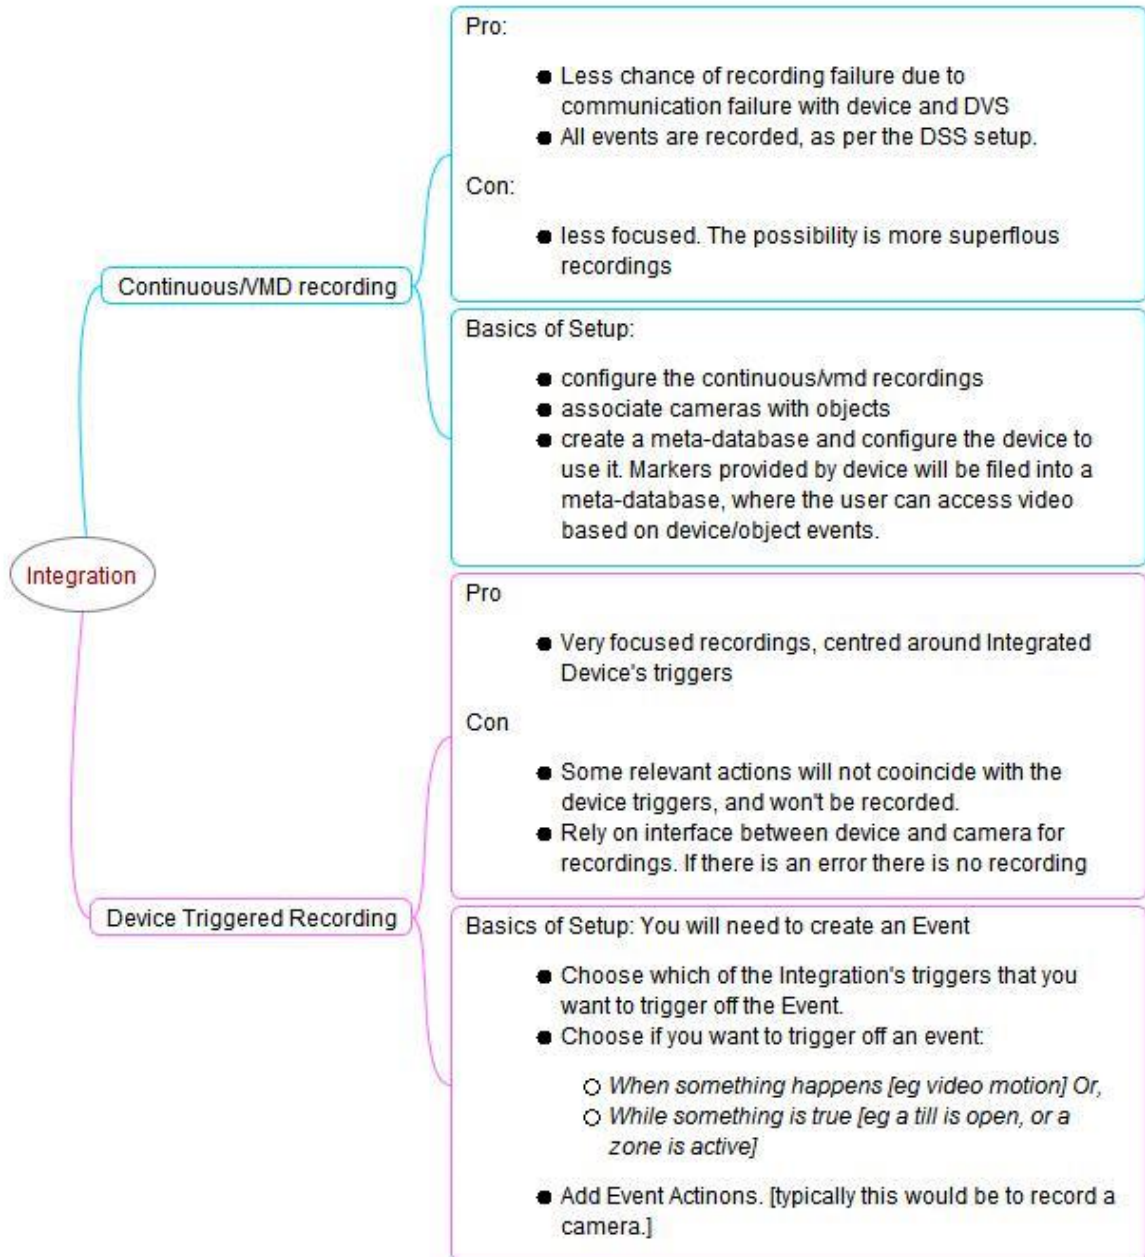 Pro:
Less chance of recording failure due to
communication failure with device and DVS
All events are recorded, as per the DSS setup.
Con:
less focused. The possibility is more superflous
recordings
Continuous/VMD recording
Basics of Setup:
configure the continuous/vmd recordings
associate cameras with objects
create a meta-database and configure the device to
use it. Markers provided by device will be filed into a
meta-database, where the user can access video
based on device/object events.
Integration
Pro
Very focused recordings, centred around Integrated
Device's triggers
Con
Some relevant actions will not cooincide with the
device triggers, and won't be recorded.
Rely on interface between device and camera for
recordings. If there is an error there is no recording
Device Triggered Recording
Basics of Setup: You will need to create an Event
Choose which of the Integration's triggers that you
want to trigger off the Event.
Choose if you want to trigger off an event:
When something happens [eg video motion] Or,
While something is true [eg a till is open, or a
zone is active]
Add Event Actinons. [typically this would be to record a
camera.]